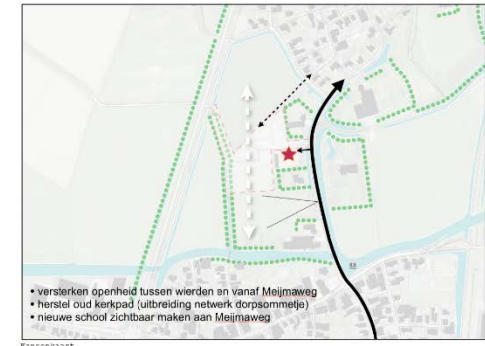 • versterken openheid tussen wierden en vanaf Meijmaweg
• herstel oud kerkpad (uitbreiding netwerk dorpsommetje)
• nieuwe school zichtbaar maken aan Meijmaweg
Kansenkaart